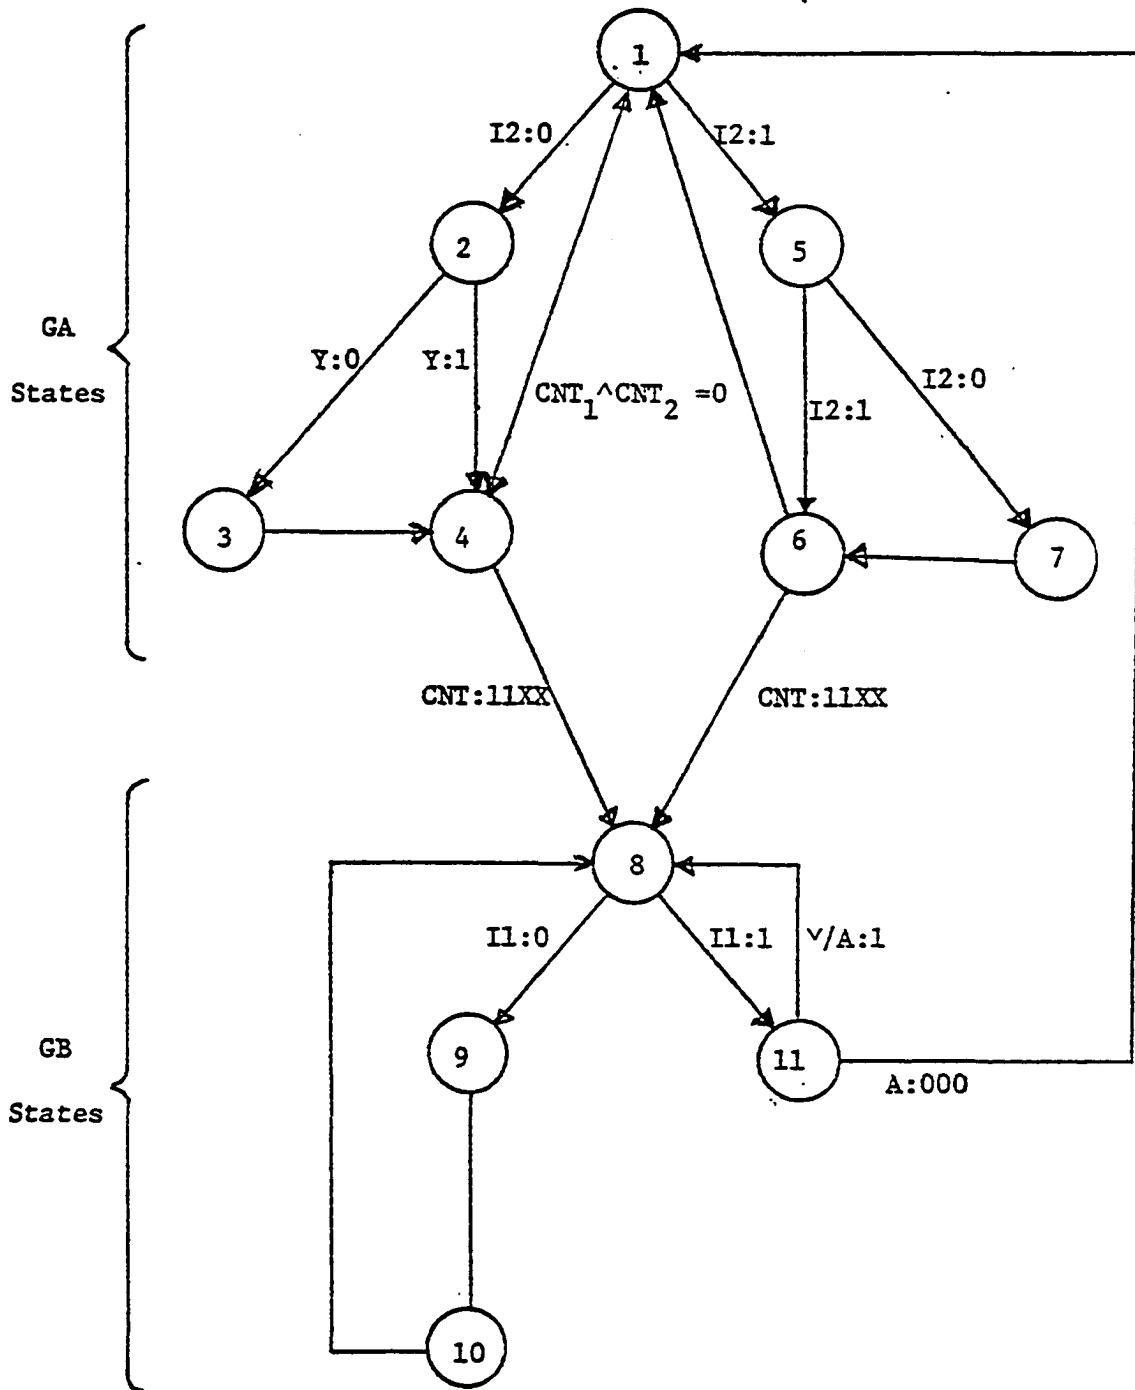 1
I2:0
I2:1
2
5
GA
States
Y:0
Y:1
CNT₁^CNT₂ =0
I2:1
I2:0
3
4
6
7
CNT:11XX
CNT:11XX
8
I1:0
I1:1
∨/A:1
GB
States
9
11
A:000
10